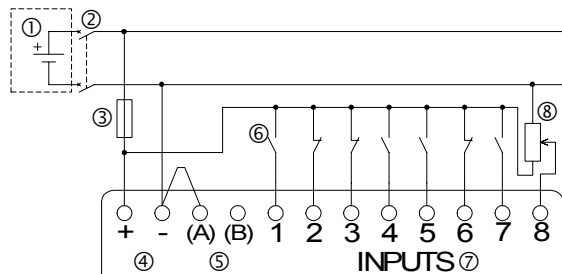 ① ②
+
③
⑥ ⑧
+ - (A) (B) 1 2 3 4 5 6 7 8
④ ⑤ INPUTS ⑦